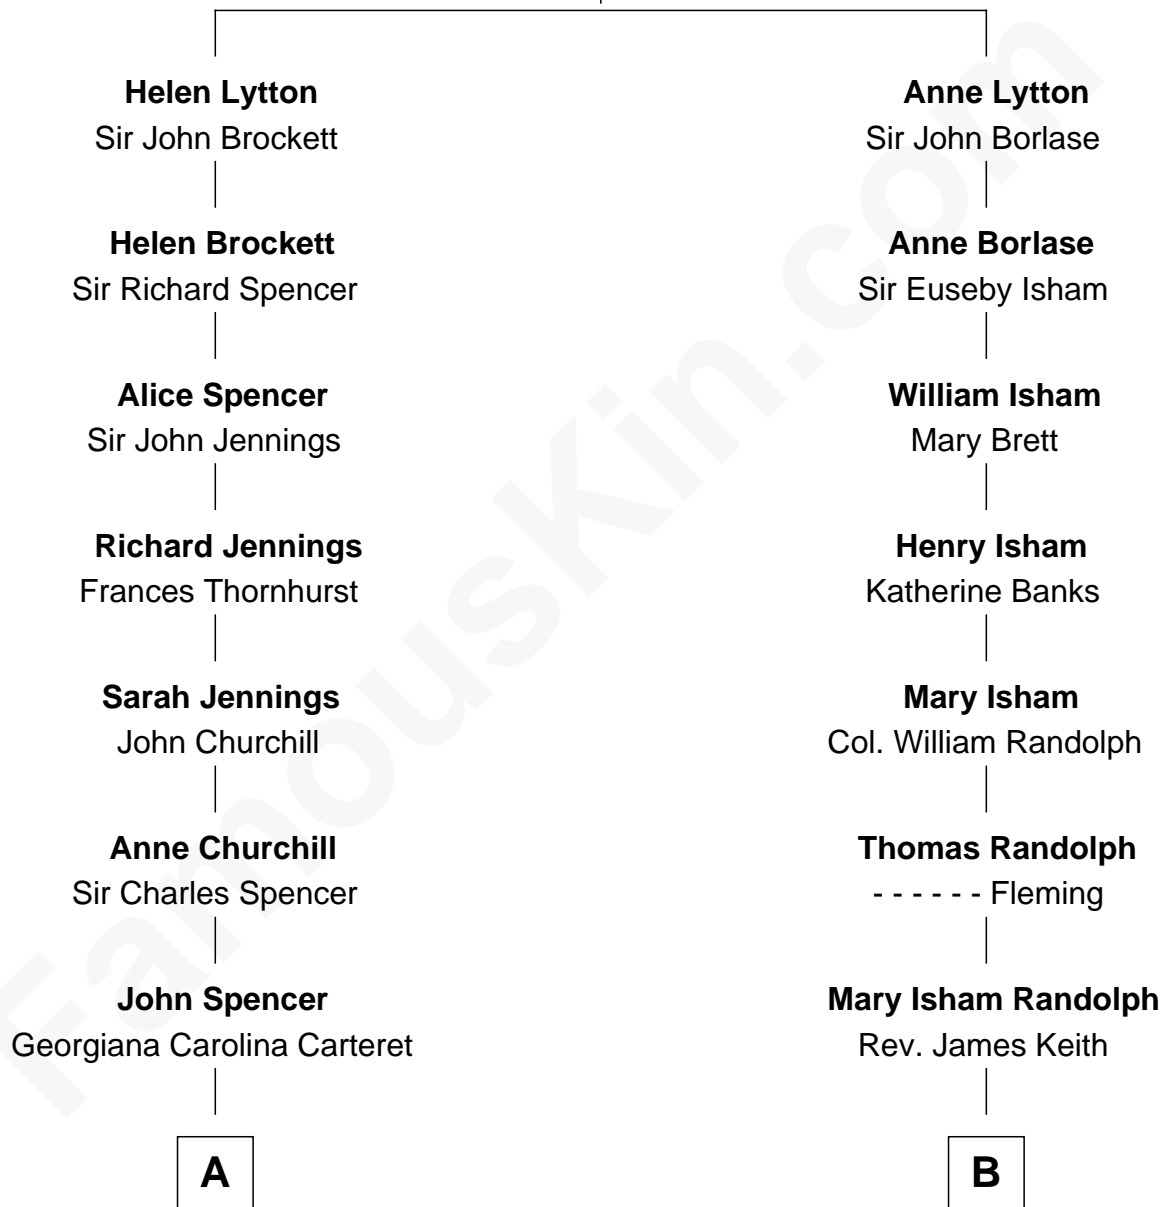 Helen Lytton
Sir John Brockett
Helen Brockett
Sir Richard Spencer
Alice Spencer
Sir John Jennings
Richard Jennings
Frances Thornhurst
Sarah Jennings
John Churchill
Anne Churchill
Sir Charles Spencer
John Spencer
Georgiana Carolina Carteret
A
Anne Lytton
Sir John Borlase
Anne Borlase
Sir Euseby Isham
William Isham
Mary Brett
Henry Isham
Katherine Banks
Mary Isham
Col. William Randolph
Thomas Randolph
- - - - - - Fleming
Mary Isham Randolph
Rev. James Keith
B
FamousKin.com